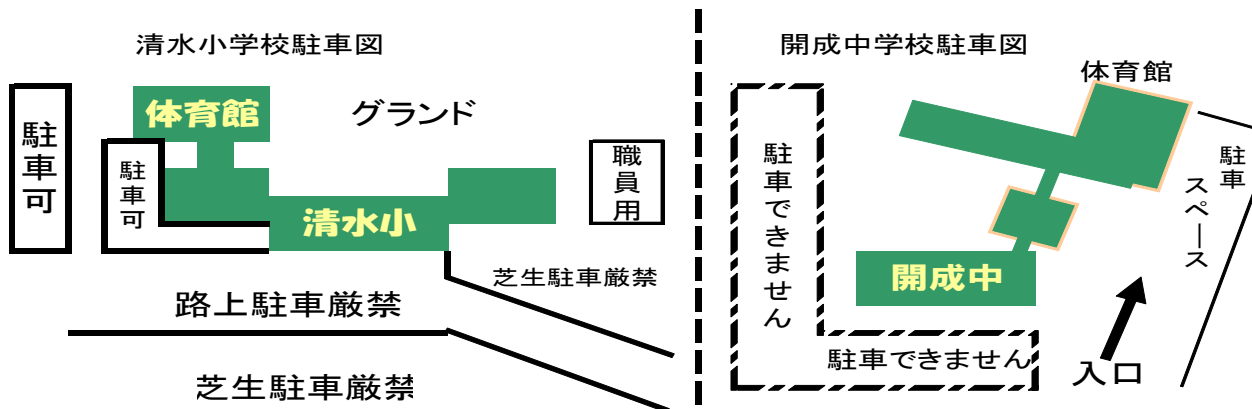 清水小学校駐車図
体育館
グランド
駐車可
駐車可
職員用
清水小
芝生駐車厳禁
路上駐車厳禁
芝生駐車厳禁
開成中学校駐車図
体育館
駐車できません
駐車
スペース
開成中
駐車できません
入口